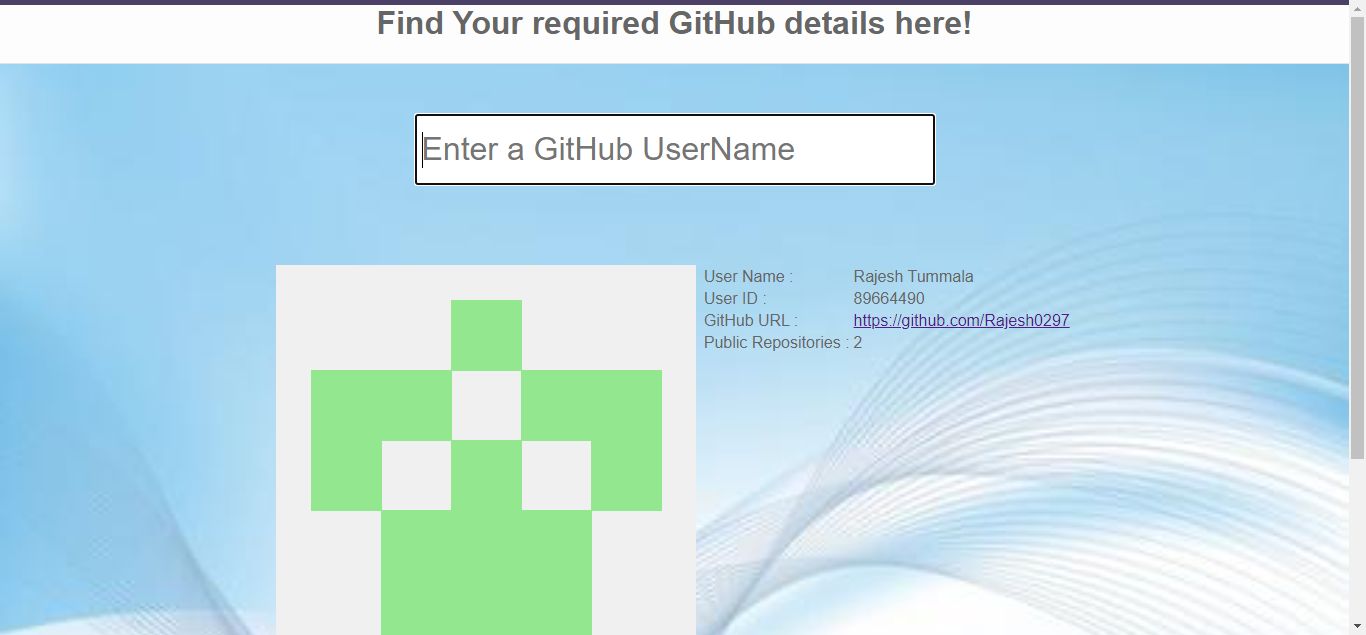 Find Your required GitHub details here!
Enter a GitHub UserName
User Name : Rajesh Tummala
User ID : 89664490
GitHub URL : https://github.com/Rajesh0297
Public Repositories : 2